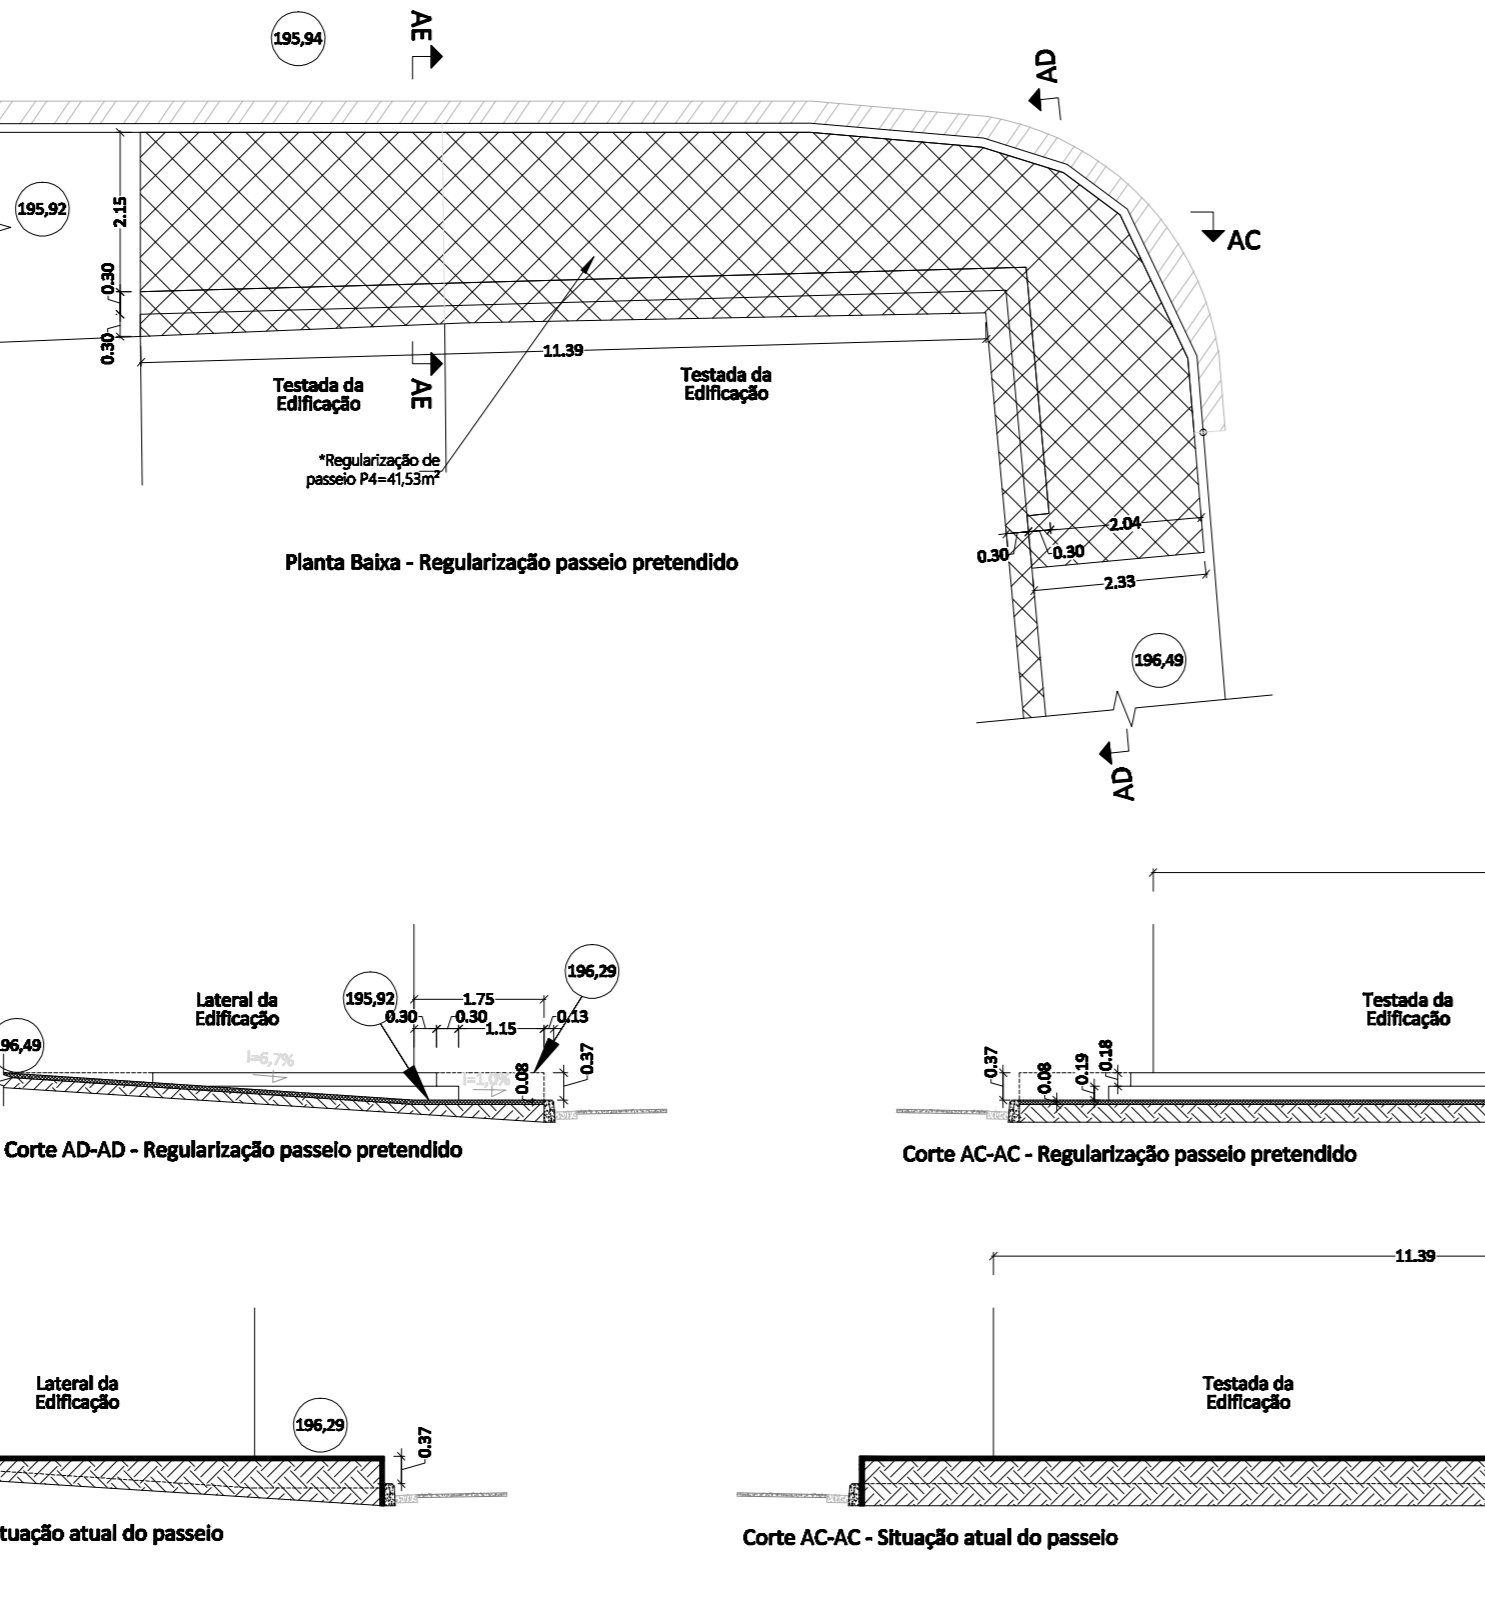 AE
195,94
AD
195,92
2.15
AC
0.30
0.30
11.39
Testada da
Edificação
AE
Testada da
Edificação
*Regularização de
passeio P4=41,53m²
2.04
0.30
0.30
2.33
Planta Baixa - Regularização passeio pretendido
196,49
AD
Lateral da
Edificação
195,92
196,29
1.75
0.30
0.30
1.15
0.13
96,49
i=6,7%
i=1,0%
0.08
0.37
Corte AD-AD - Regularização passeio pretendido
Testada da
Edificação
0.37
0.08
0.19
0.18
Corte AC-AC - Regularização passeio pretendido
11.39
Lateral da
Edificação
196,29
0.37
tuação atual do passeio
Testada da
Edificação
Corte AC-AC - Situação atual do passeio